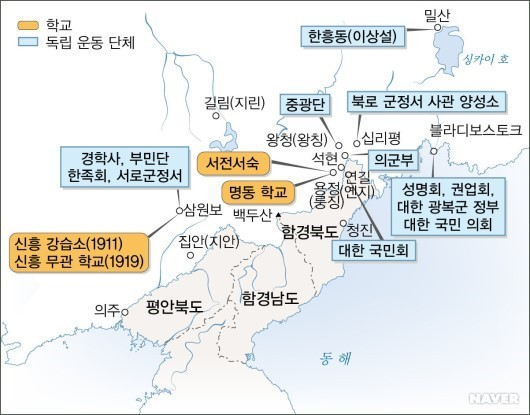 학교
독립 운동 단체
밀산
한흥동(이상설)
싱카이 호
길림(지린)
중광단
북로 군정서 사관 양성소
왕청(왕칭)
십리평
블라디보스토크
경학사, 부민단
한족회, 서로군정서
서전서숙
석현
의군부
명동 학교
연길
(옌지)
용정
(룽징)
성명회, 권업회,
대한 광복군 정부
대한 국민 의회
삼원보
백두산
신흥 강습소(1911)
신흥 무관 학교(1919)
집안(지안)
함경북도
청진
대한 국민회
의주
평안북도
함경남도
동해
NAVER